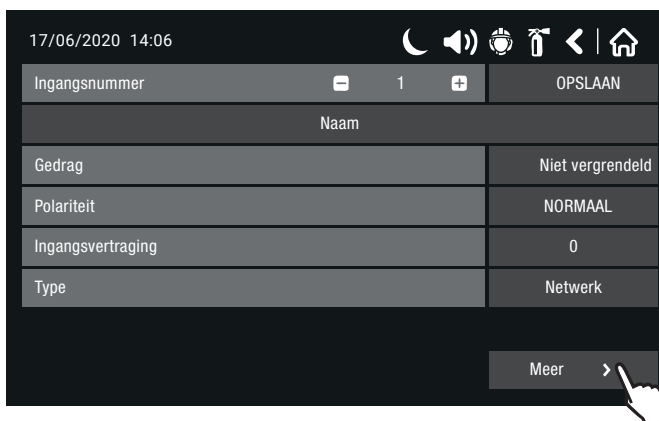 17/06/2020 14:06
Ingangsnummer 1 OPSLAAN
Naam
Gedrag Niet vergrendeld
Polariteit NORMAAL
Ingangsvertraging 0
Type Netwerk
Meer